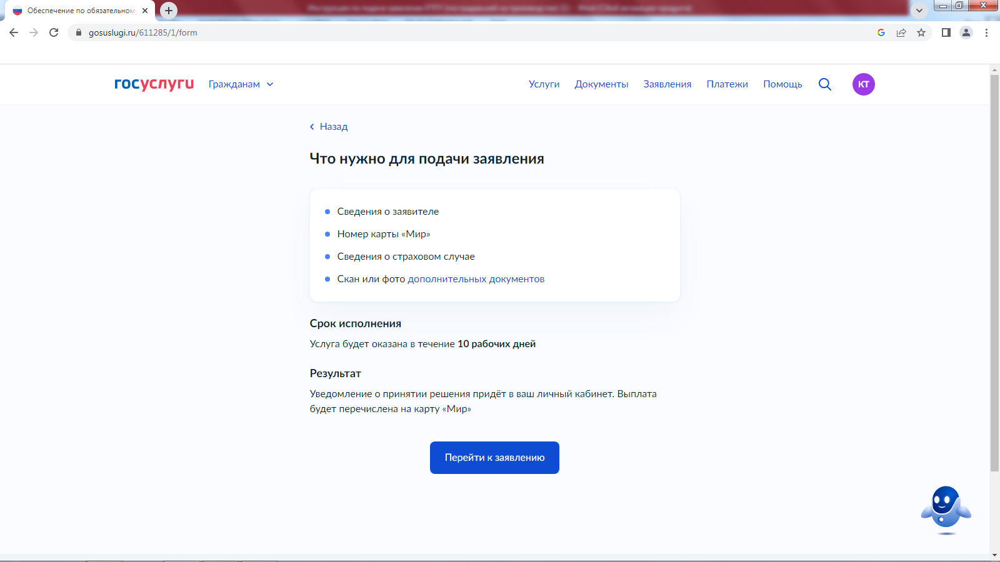 Обеспечение по обязательному
gosuslugi.ru/611285/1/form
госуслуги Гражданам Услуги Документы Заявления Платежи Помощь КТ
Назад
Что нужно для подачи заявления
Сведения о заявителе
Номер карты «Мир»
Сведения о страховом случае
Скан или фото дополнительных документов
Срок исполнения
Услуга будет оказана в течение 10 рабочих дней
Результат
Уведомление о принятии решения придёт в ваш личный кабинет. Выплата
будет перечислена на карту «Мир»
Перейти к заявлению